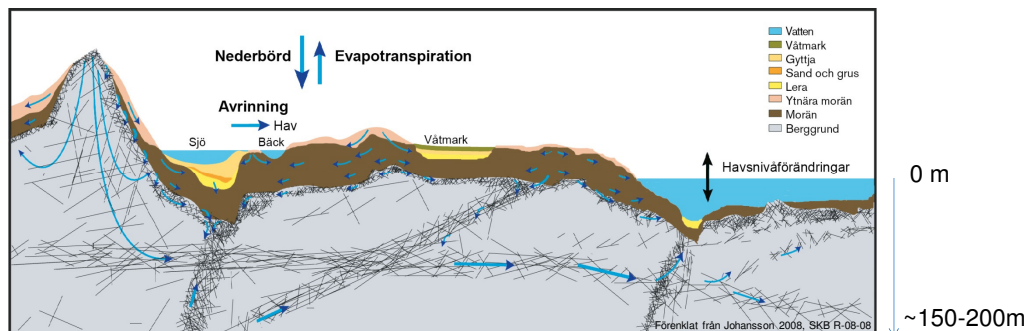 Nederbörd
Evapotranspiration
Avrinning
Hav
Sjö
Bäck
Våtmark
Vatten
Våtmark
Gyttja
Sand och grus
Lera
Ytnära morän
Morän
Berggrund
Havsnivåförändringar
0 m
Förenklat från Johansson 2008, SKB R-08-08
~150-200m